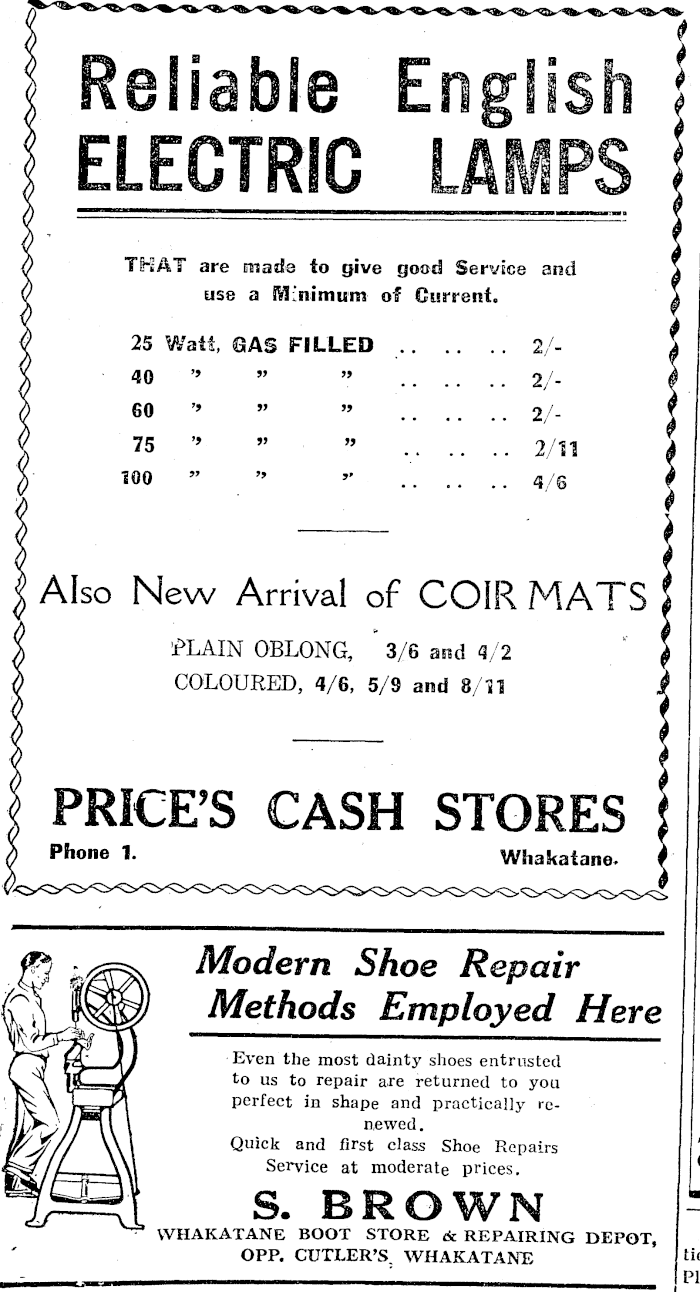 Reliable English
ELECTRIC LAMPS
THAT are made to give good Service and
use a Minimum of Current.
25 Watt, GAS FILLED .. .. .. 2/-
40 " " " .. .. .. 2/-
60 " " " .. .. .. 2/-
75 " " " .. .. .. 2/11
100 " " " .. .. .. 4/6
Also New Arrival of COIR MATS
PLAIN OBLONG, 3/6 and 4/2
COLOURED, 4/6, 5/9 and 8/11
PRICE'S CASH STORES
Phone 1. Whakatane.
Modern Shoe Repair
Methods Employed Here
Even the most dainty shoes entrusted
to us to repair are returned to you
perfect in shape and practically re-
newed.
Quick and first class Shoe Repairs
Service at moderate prices.
S. BROWN
WHAKATANE BOOT STORE & REPAIRING DEPOT,
OPP. CUTLER'S, WHAKATANE
tic
Pl